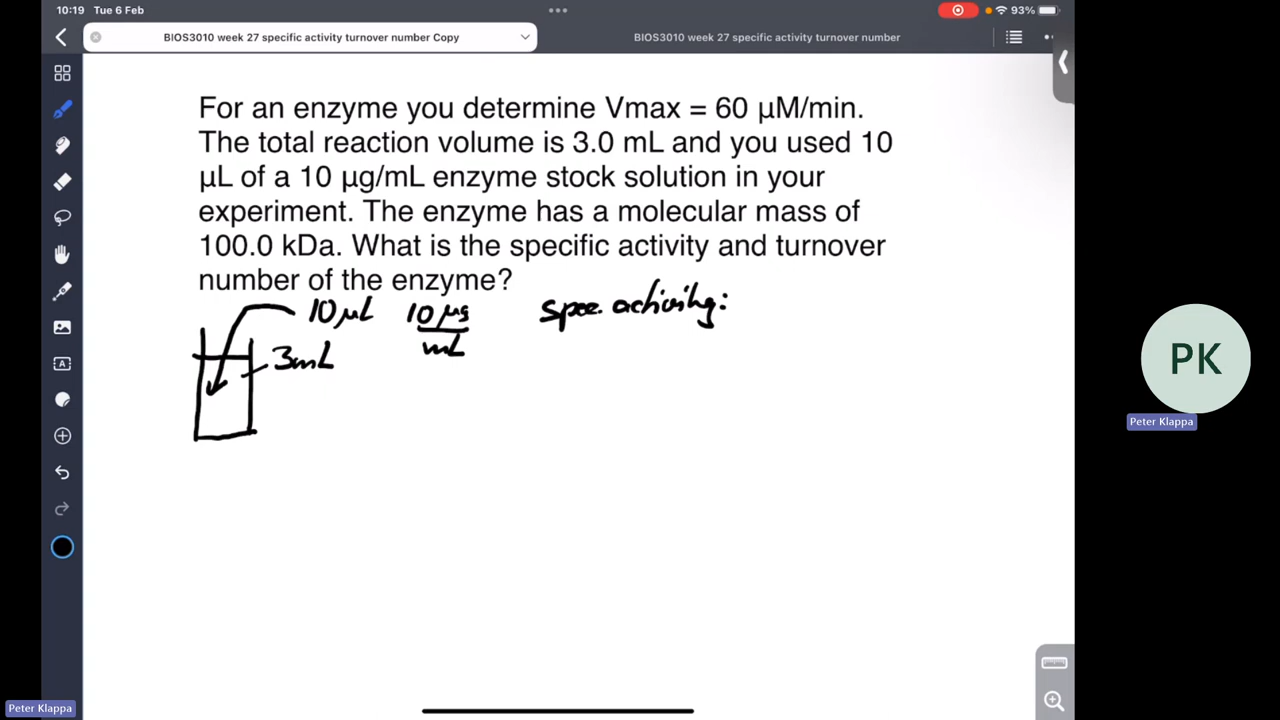 10:19 Tue 6 Feb
93%
BIOS3010 week 27 specific activity turnover number Copy
BIOS3010 week 27 specific activity turnover number
For an enzyme you determine Vmax = 60 µM/min.
The total reaction volume is 3.0 mL and you used 10
µL of a 10 µg/mL enzyme stock solution in your
experiment. The enzyme has a molecular mass of
100.0 kDa. What is the specific activity and turnover
number of the enzyme?
10 µL 10 µg
mL
spec. activity:
3mL
PK
Peter Klappa
Peter Klappa